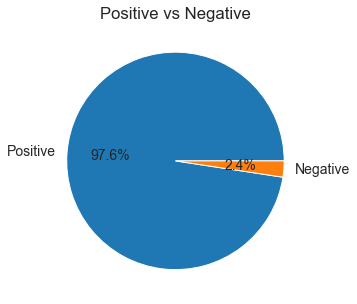 Positive vs Negative
Positive
97.6%
2.4%
Negative